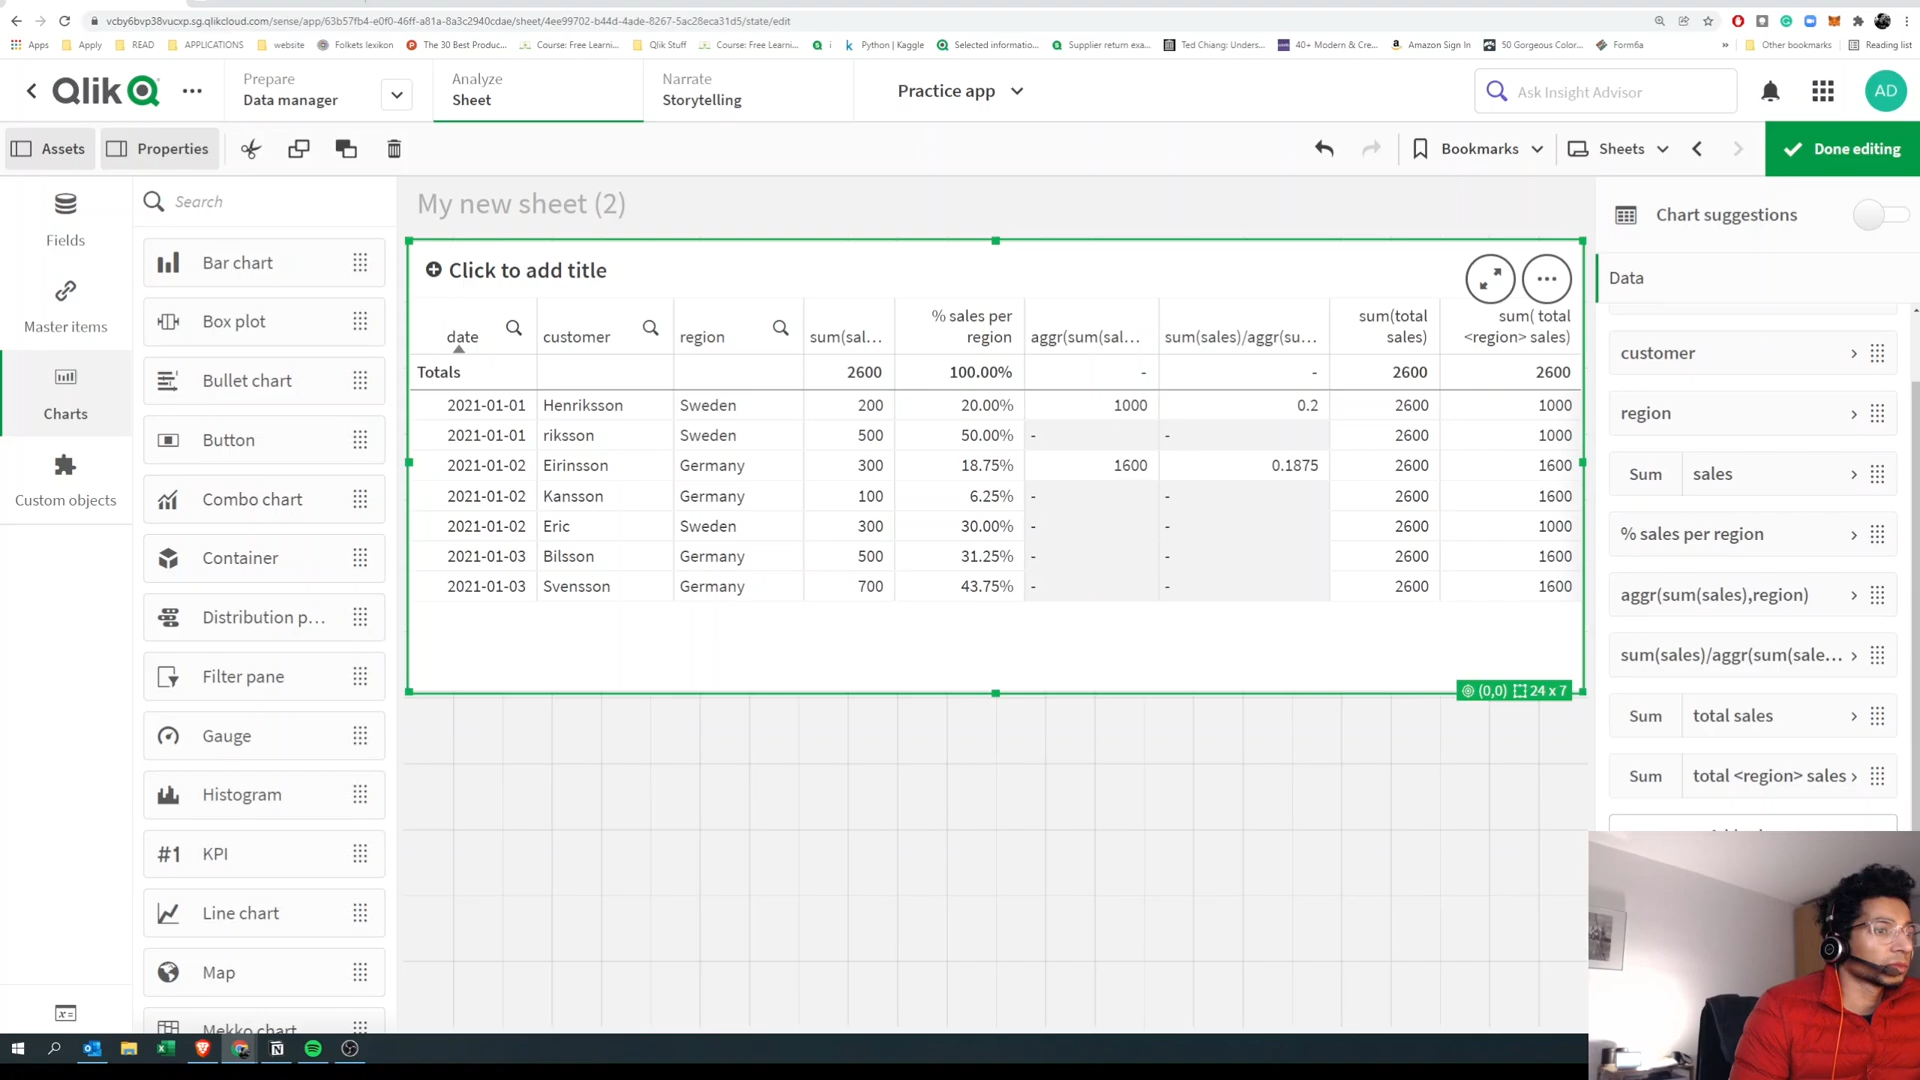 vcby6bvp38vucxp.sg.qlikcloud.com/sense/app/63b57fb4-e0f0-46ff-a81a-8a3c2940cdae/sheet/4ee99702-b44d-4ade-8267-5ac28eca31d5/state/edit
Apps Apply READ APPLICATIONS website Folkets lexikon The 30 Best Produc... Course: Free Learni... Qlik Stuff Course: Free Learni... i Python | Kaggle Selected informatio... Supplier return exa... Ted Chiang: Unders... 40+ Modern & Cre... Amazon Sign In 50 Gorgeous Color... Form6a » Other bookmarks Reading list
Qlik
Prepare
Data manager
Analyze
Sheet
Narrate
Storytelling
Practice app
Ask Insight Advisor
AD
Assets Properties Bookmarks Sheets Done editing
Fields
Master items
Charts
Custom objects
Search
Bar chart
Box plot
Bullet chart
Button
Combo chart
Container
Distribution p...
Filter pane
Gauge
Histogram
#1 KPI
Line chart
Map
Mekko chart
My new sheet (2)
Click to add title
date customer region sum(sal... % sales per region aggr(sum(sal... sum(sales)/aggr(su... sum(total sales) sum( total <region> sales)
Totals 2600 100.00% - - 2600 2600
2021-01-01 Henriksson Sweden 200 20.00% 1000 0.2 2600 1000
2021-01-01 riksson Sweden 500 50.00% - - 2600 1000
2021-01-02 Eirinsson Germany 300 18.75% 1600 0.1875 2600 1600
2021-01-02 Kansson Germany 100 6.25% - - 2600 1600
2021-01-02 Eric Sweden 300 30.00% - - 2600 1000
2021-01-03 Bilsson Germany 500 31.25% - - 2600 1600
2021-01-03 Svensson Germany 700 43.75% - - 2600 1600
(0,0) 24 x 7
Chart suggestions
Data
customer
region
Sum sales
% sales per region
aggr(sum(sales),region)
sum(sales)/aggr(sum(sale...
Sum total sales
Sum total <region> sales